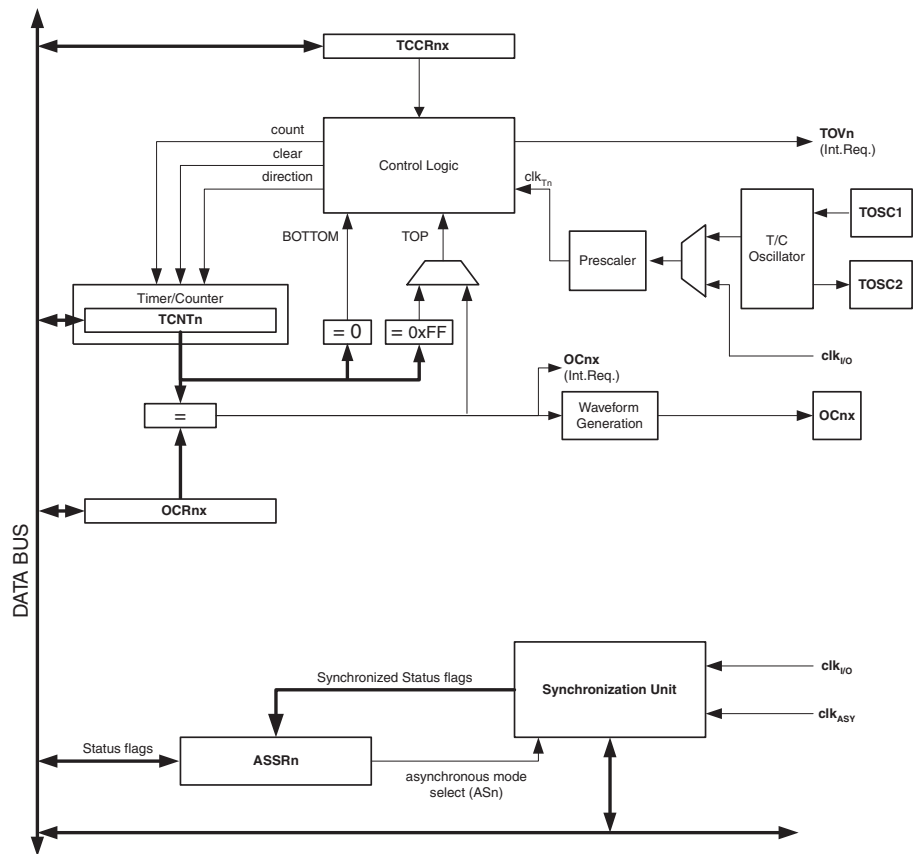 TCCRnx
count
clear
direction
Control Logic
TOVn
(Int.Req.)
clkTn
TOSC1
T/C
Oscillator
BOTTOM
TOP
Prescaler
TOSC2
Timer/Counter
TCNTn
= 0
= 0xFF
clkI/O
OCnx
(Int.Req.)
=
Waveform
Generation
OCnx
OCRnx
DATA BUS
Synchronized Status flags
Synchronization Unit
clkI/O
clkASY
Status flags
ASSRn
asynchronous mode
select (ASn)